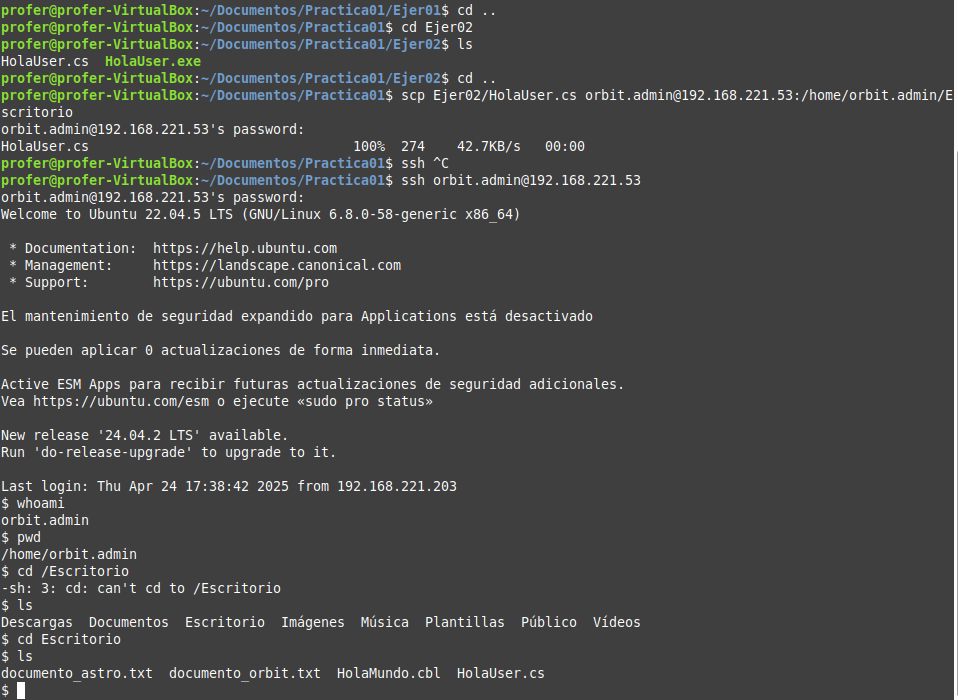 profer@profer-VirtualBox:~/Documentos/Practica01/Ejer01$ cd ..
profer@profer-VirtualBox:~/Documentos/Practica01$ cd Ejer02
profer@profer-VirtualBox:~/Documentos/Practica01/Ejer02$ ls
HolaUser.cs  HolaUser.exe
profer@profer-VirtualBox:~/Documentos/Practica01/Ejer02$ cd ..
profer@profer-VirtualBox:~/Documentos/Practica01$ scp Ejer02/HolaUser.cs orbit.admin@192.168.221.53:/home/orbit.admin/E
scritorio
orbit.admin@192.168.221.53's password:
HolaUser.cs                                 100%  274    42.7KB/s   00:00
profer@profer-VirtualBox:~/Documentos/Practica01$ ssh ^C
profer@profer-VirtualBox:~/Documentos/Practica01$ ssh orbit.admin@192.168.221.53
orbit.admin@192.168.221.53's password:
Welcome to Ubuntu 22.04.5 LTS (GNU/Linux 6.8.0-58-generic x86_64)

 * Documentation:  https://help.ubuntu.com
 * Management:     https://landscape.canonical.com
 * Support:        https://ubuntu.com/pro

El mantenimiento de seguridad expandido para Applications está desactivado

Se pueden aplicar 0 actualizaciones de forma inmediata.

Active ESM Apps para recibir futuras actualizaciones de seguridad adicionales.
Vea https://ubuntu.com/esm o ejecute «sudo pro status»

New release '24.04.2 LTS' available.
Run 'do-release-upgrade' to upgrade to it.

Last login: Thu Apr 24 17:38:42 2025 from 192.168.221.203
$ whoami
orbit.admin
$ pwd
/home/orbit.admin
$ cd /Escritorio
-sh: 3: cd: can't cd to /Escritorio
$ ls
Descargas  Documentos  Escritorio  Imágenes  Música  Plantillas  Público  Vídeos
$ cd Escritorio
$ ls
documento_astro.txt  documento_orbit.txt  HolaMundo.cbl  HolaUser.cs
$